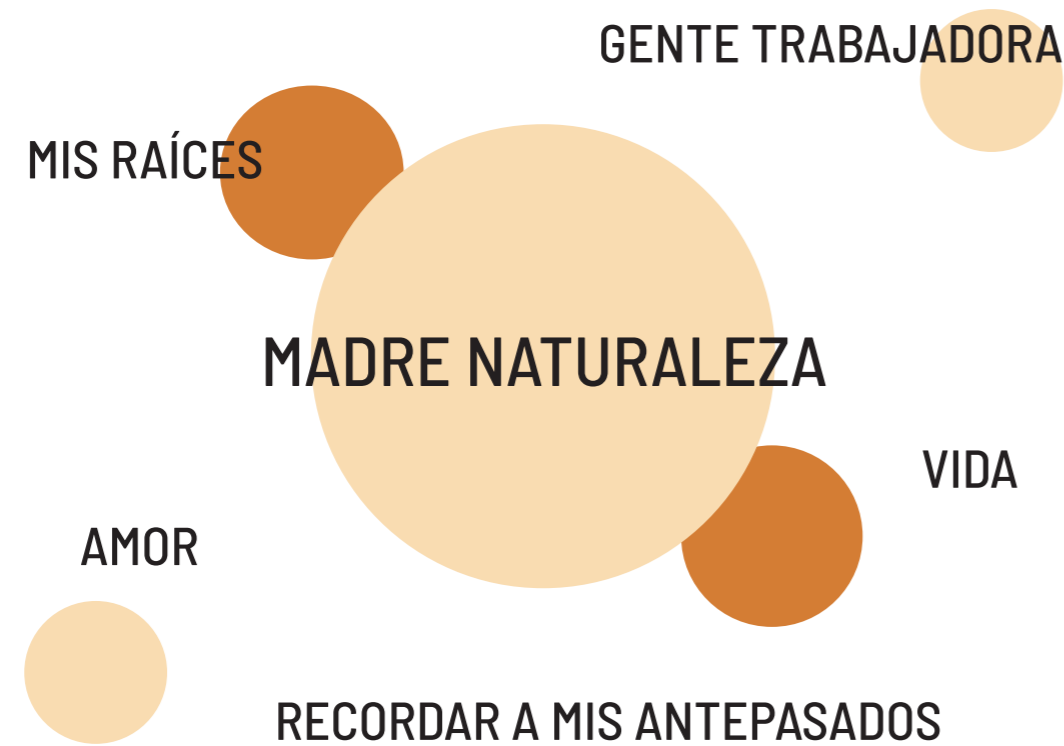 GENTE TRABAJADORA
MIS RAÍCES
MADRE NATURALEZA
VIDA
AMOR
RECORDAR A MIS ANTEPASADOS